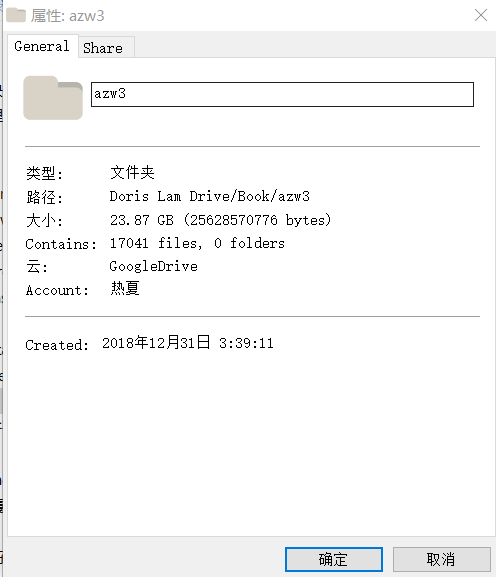 属性: azw3
General Share
azw3
类型: 文件夹
路径: Doris Lam Drive/Book/azw3
大小: 23.87 GB (25628570776 bytes)
Contains: 17041 files, 0 folders
云: GoogleDrive
Account: 热夏
Created: 2018年12月31日 3:39:11
确定 取消